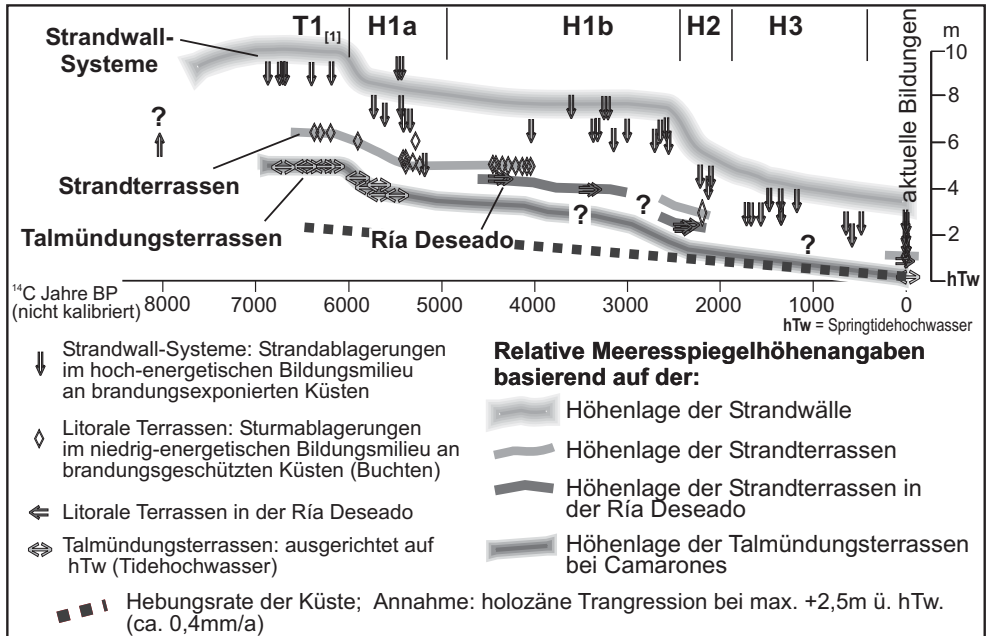 T1[1] H1a H1b H2 H3
Strandwall-
Systeme
aktuelle Bildungen
m
10
8
6
4
2
hTw
?
Strandterrassen
Talmündungsterrassen
Ría Deseado
?
?
?
14C Jahre BP
(nicht kalibriert)
8000 7000 6000 5000 4000 3000 2000 1000 0
hTw = Springtidehochwasser
Strandwall-Systeme: Strandablagerungen
im hoch-energetischen Bildungsmilieu
an brandungsexponierten Küsten
Litorale Terrassen: Sturmablagerungen
im niedrig-energetischen Bildungsmilieu an
brandungsgeschützten Küsten (Buchten)
Litorale Terrassen in der Ría Deseado
Talmündungsterrassen: ausgerichtet auf
hTw (Tidehochwasser)
Relative Meeresspiegelhöhenangaben
basierend auf der:
Höhenlage der Strandwälle
Höhenlage der Strandterrassen
Höhenlage der Strandterrassen in
der Ría Deseado
Höhenlage der Talmündungsterrassen
bei Camarones
Hebungsrate der Küste; Annahme: holozäne Trangression bei max. +2,5m ü. hTw.
(ca. 0,4mm/a)